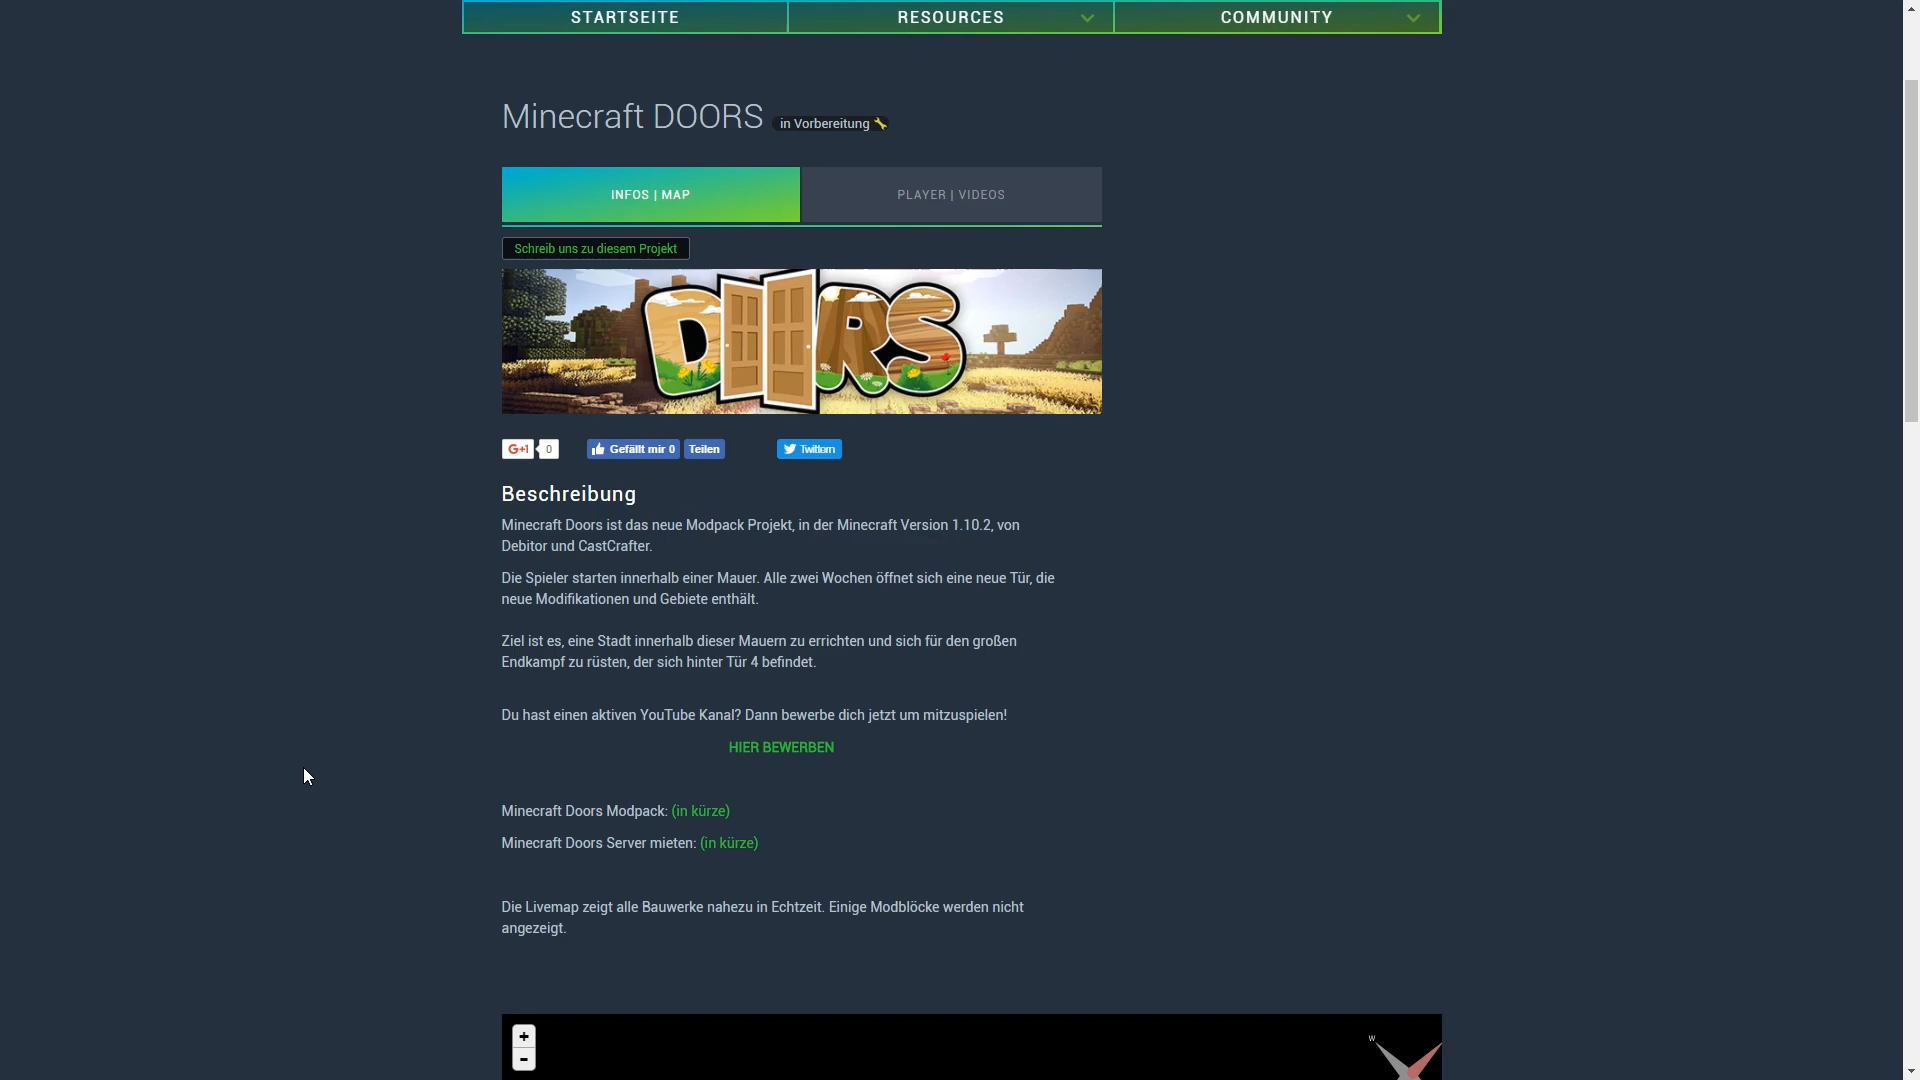 STARTSEITE RESOURCES COMMUNITY
Minecraft DOORS in Vorbereitung
INFOS | MAP PLAYER | VIDEOS
Schreib uns zu diesem Projekt
DOORS
G+1 0 Gefällt mir 0 Teilen Twittern
Beschreibung
Minecraft Doors ist das neue Modpack Projekt, in der Minecraft Version 1.10.2, von
Debitor und CastCrafter.
Die Spieler starten innerhalb einer Mauer. Alle zwei Wochen öffnet sich eine neue Tür, die
neue Modifikationen und Gebiete enthält.
Ziel ist es, eine Stadt innerhalb dieser Mauern zu errichten und sich für den großen
Endkampf zu rüsten, der sich hinter Tür 4 befindet.
Du hast einen aktiven YouTube Kanal? Dann bewerbe dich jetzt um mitzuspielen!
HIER BEWERBEN
Minecraft Doors Modpack: (in kürze)
Minecraft Doors Server mieten: (in kürze)
Die Livemap zeigt alle Bauwerke nahezu in Echtzeit. Einige Modblöcke werden nicht
angezeigt.
+
W
-